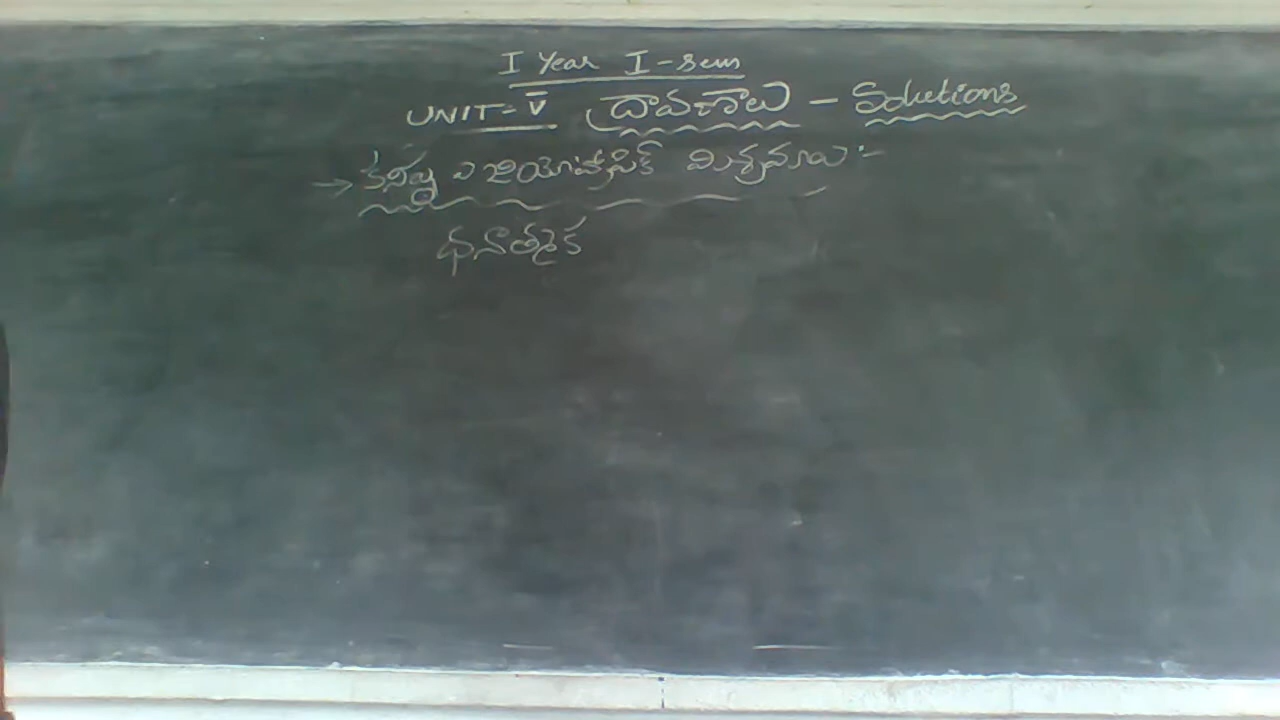 I Year I-sem
UNIT-V ద్రావణాలు - Solutions
→ కనిష్ఠ ఎజియోట్రోపిక్ మిశ్రమాలు :-
ధనాత్మక